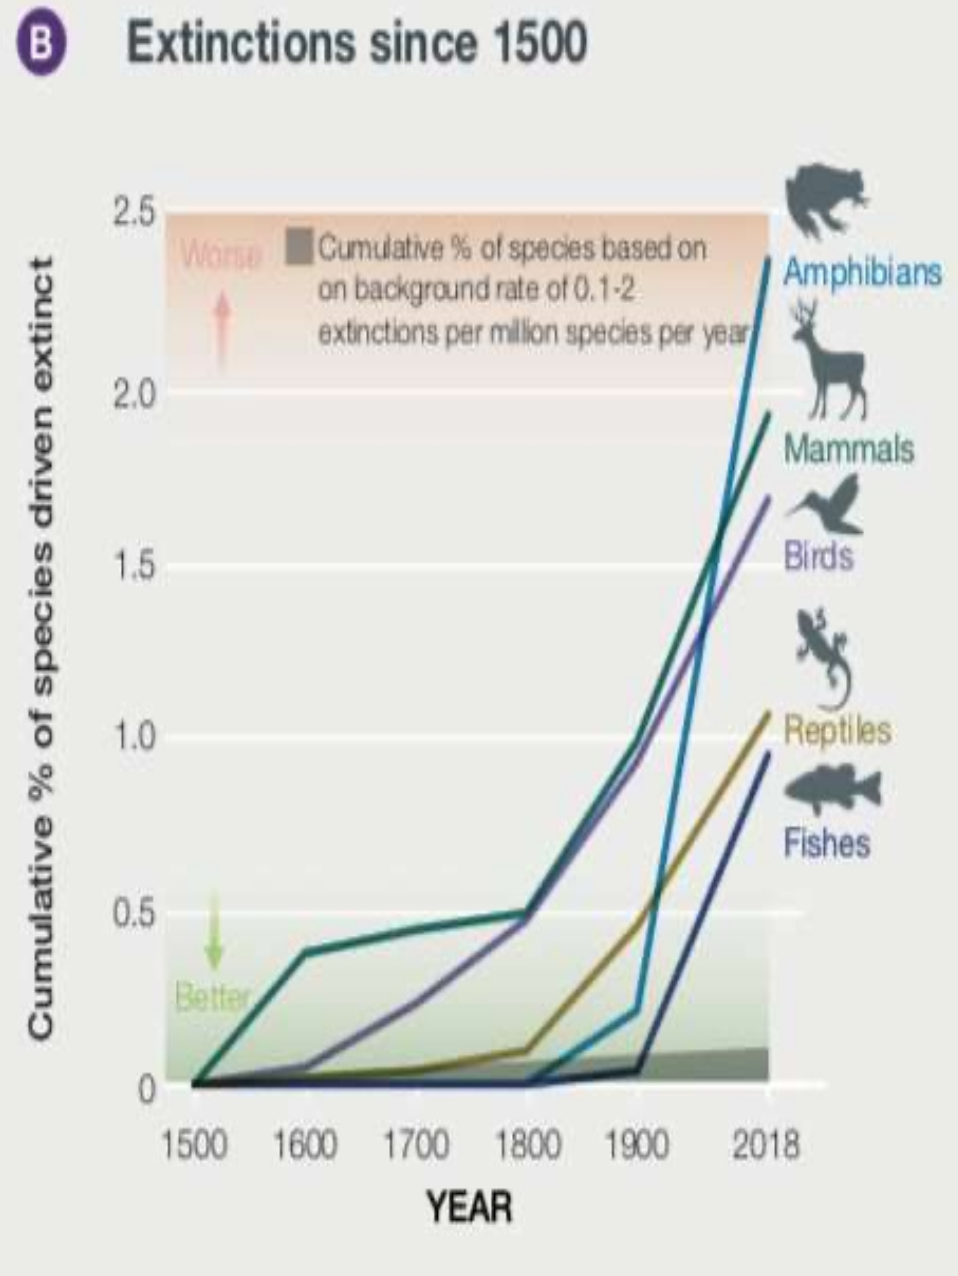 B
Extinctions since 1500
2.5
Worse
Cumulative % of species based on
on background rate of 0.1-2
extinctions per million species per year
Amphibians
2.0
Mammals
1.5
Birds
1.0
Reptiles
Fishes
0.5
Better
0
Cumulative % of species driven extinct
1500 1600 1700 1800 1900 2018
YEAR